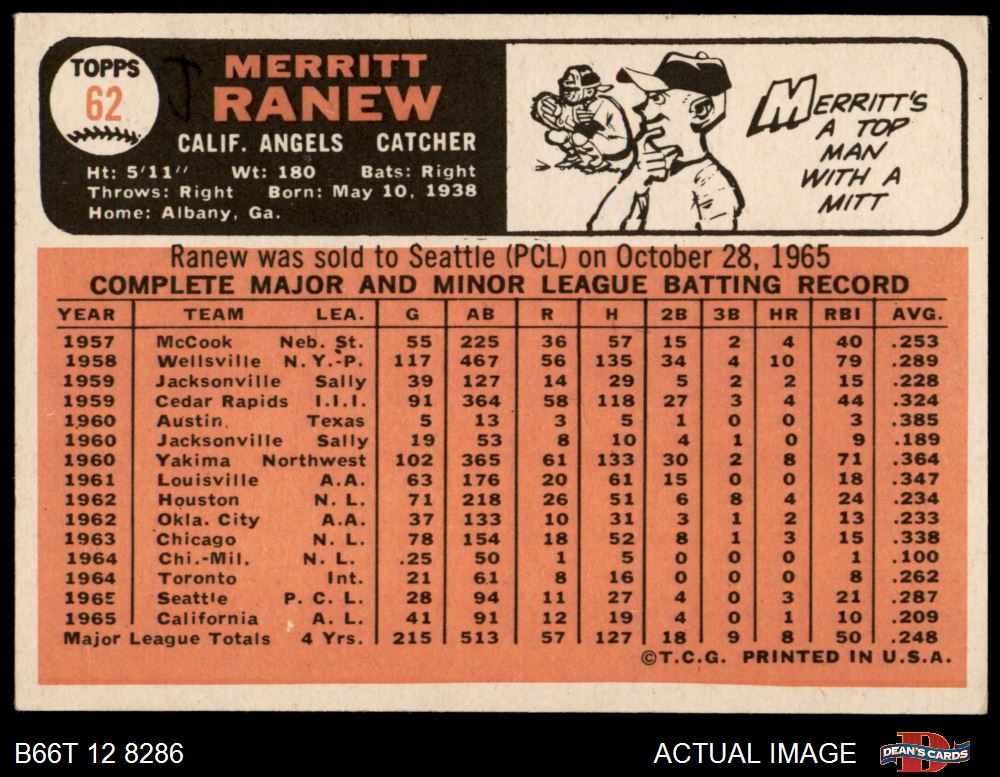 TOPPS
62
J
MERRITT
RANEW
CALIF. ANGELS CATCHER
Ht: 5'11" Wt: 180 Bats: Right
Throws: Right Born: May 10, 1938
Home: Albany, Ga.
MERRITT'S
A TOP
MAN
WITH A
MITT
Ranew was sold to Seattle (PCL) on October 28, 1965
COMPLETE MAJOR AND MINOR LEAGUE BATTING RECORD
YEAR TEAM LEA. G AB R H 2B 3B HR RBI AVG.
1957 McCook Neb. St. 55 225 36 57 15 2 4 40 .253
1958 Wellsville N.Y.-P. 117 467 56 135 34 4 10 79 .289
1959 Jacksonville Sally 39 127 14 29 5 2 2 15 .228
1959 Cedar Rapids I.I.I. 91 364 58 118 27 3 4 44 .324
1960 Austin Texas 5 13 3 5 1 0 0 3 .385
1960 Jacksonville Sally 19 53 8 10 4 1 0 9 .189
1960 Yakima Northwest 102 365 61 133 30 2 8 71 .364
1961 Louisville A.A. 63 176 20 61 15 0 0 18 .347
1962 Houston N. L. 71 218 26 51 6 8 4 24 .234
1962 Okla. City A.A. 37 133 10 31 3 1 2 13 .233
1963 Chicago N. L. 78 154 18 52 8 1 3 15 .338
1964 Chi.-Mil. N. L. .25 50 1 5 0 0 0 1 .100
1964 Toronto Int. 21 61 8 16 0 0 0 8 .262
1965 Seattle P. C. L. 28 94 11 27 4 0 3 21 .287
1965 California A. L. 41 91 12 19 4 0 1 10 .209
Major League Totals 4 Yrs. 215 513 57 127 18 9 8 50 .248
©T.C.G. PRINTED IN U.S.A.
B66T 12 8286
ACTUAL IMAGE
DEAN'S CARDS